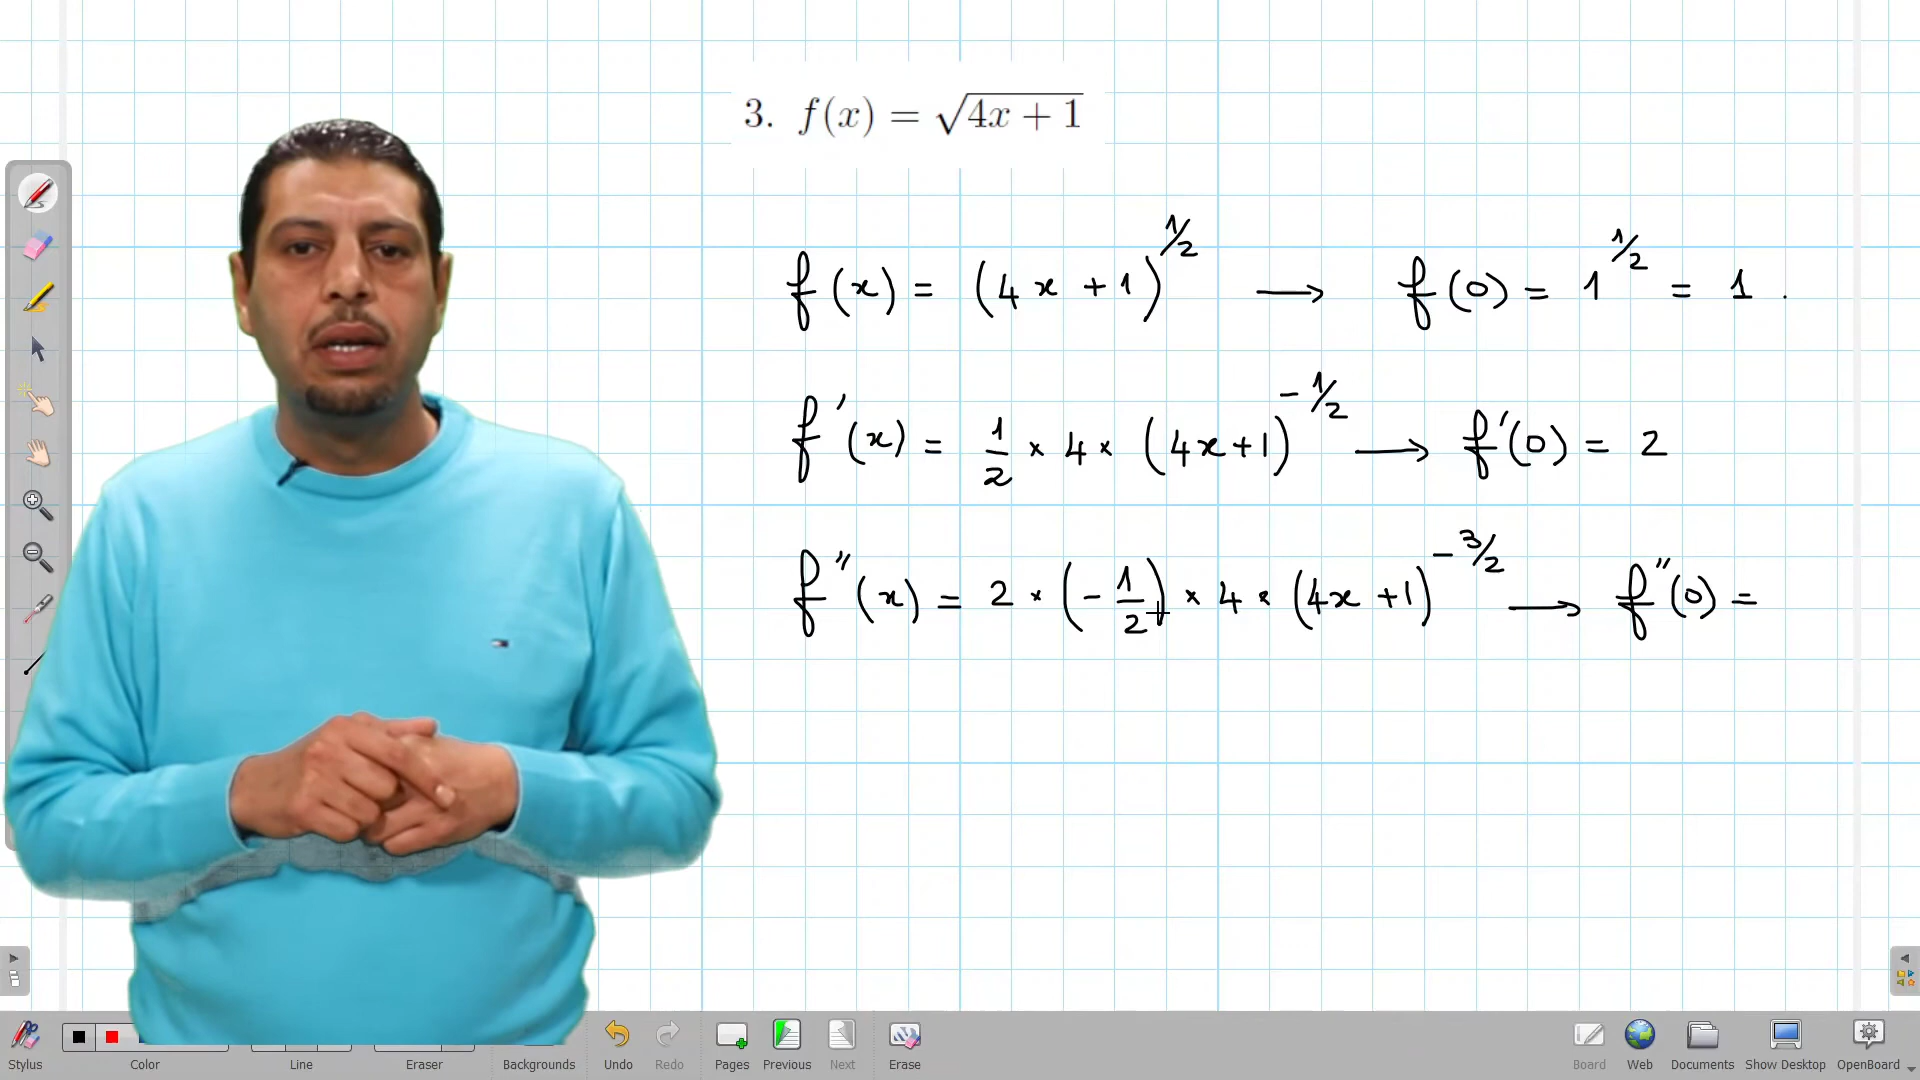 3. f(x) = √4x + 1
f(x) = (4x + 1)^1/2 → f(0) = 1^1/2 = 1 .
f'(x) = 1/2 × 4 × (4x+1)^-1/2 → f'(0) = 2
f''(x) = 2 × (-1/2) × 4 × (4x +1)^-3/2 → f''(0) =
Stylus Color Line Eraser Backgrounds Undo Redo Pages Previous Next Erase Board Web Documents Show Desktop OpenBoard